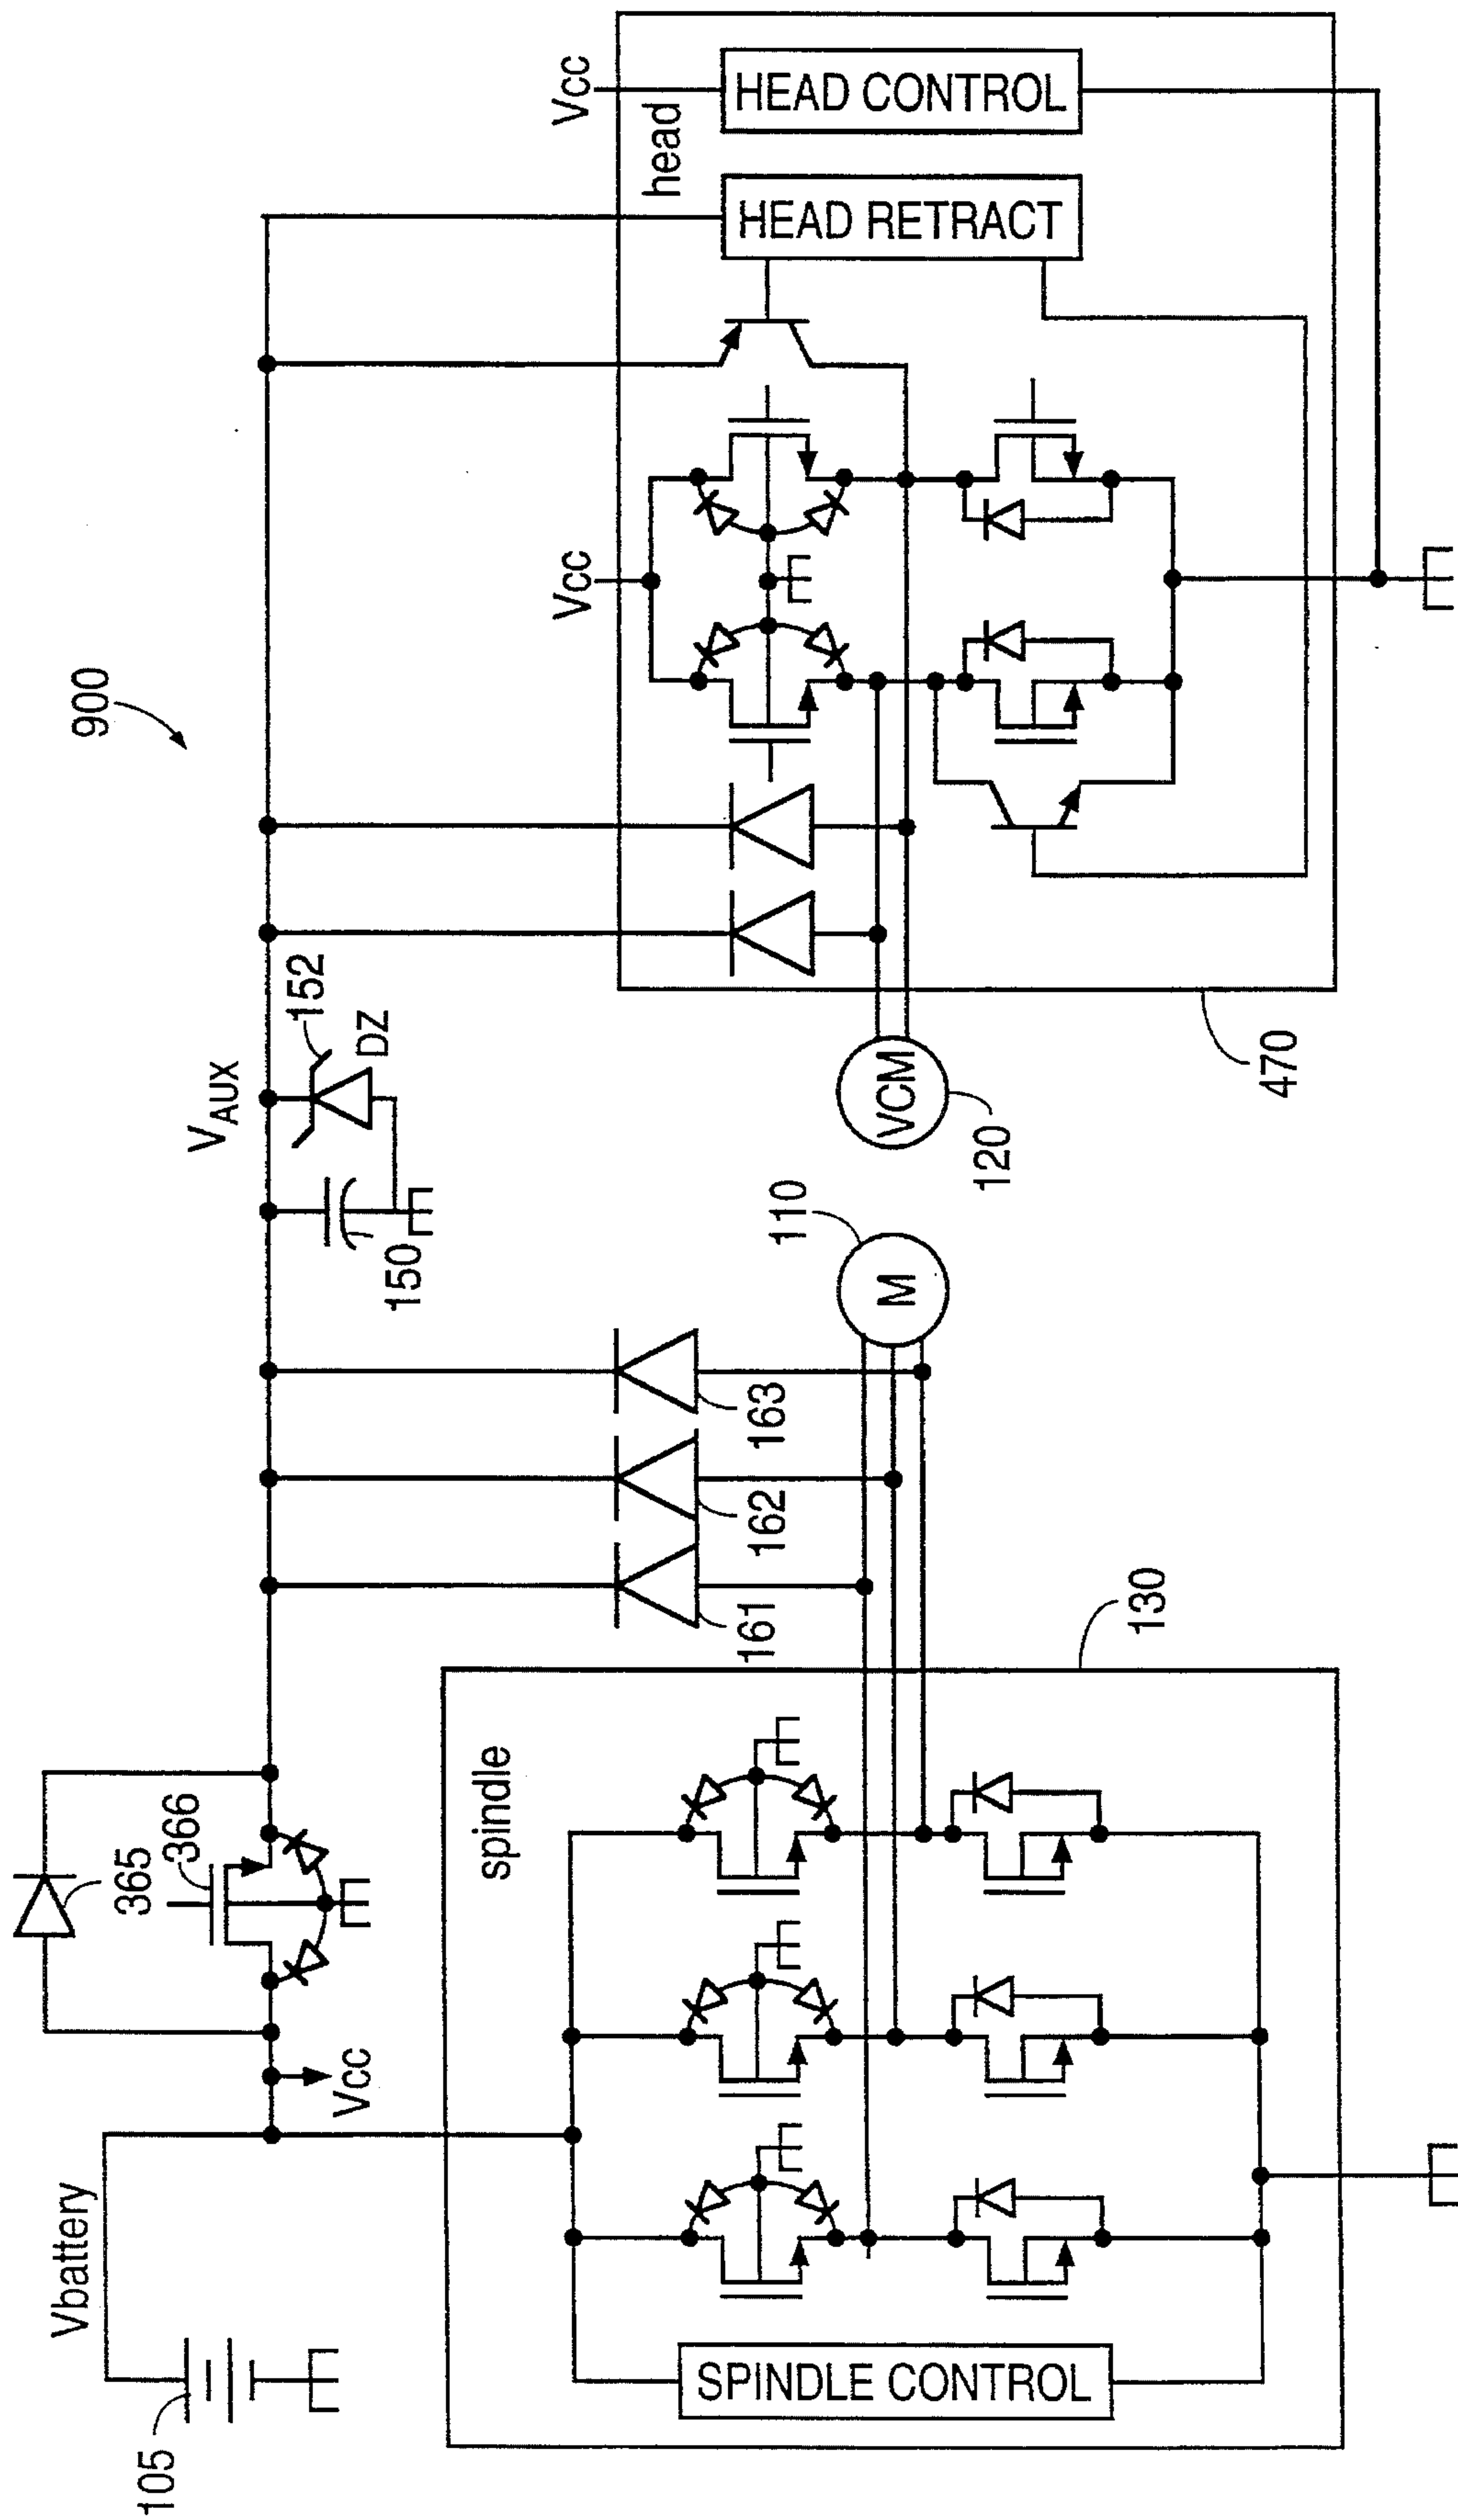 900
Vbattery
105
Vcc
365
366
VAUX
152
DZ
150
161
162
163
110
M
120
VCM
470
130
spindle
SPINDLE CONTROL
Vcc
Vcc
head
HEAD RETRACT
HEAD CONTROL